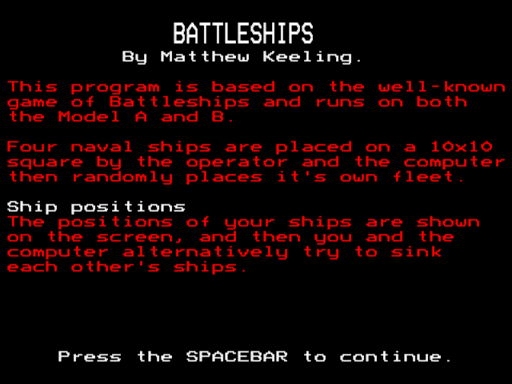 BATTLESHIPS
By Matthew Keeling.
This program is based on the well-known
game of Battleships and runs on both
the Model A and B.
Four naval ships are placed on a 10x10
square by the operator and the computer
then randomly places it's own fleet.
Ship positions
The positions of your ships are shown
on the screen, and then you and the
computer alternatively try to sink
each other's ships.
Press the SPACEBAR to continue.